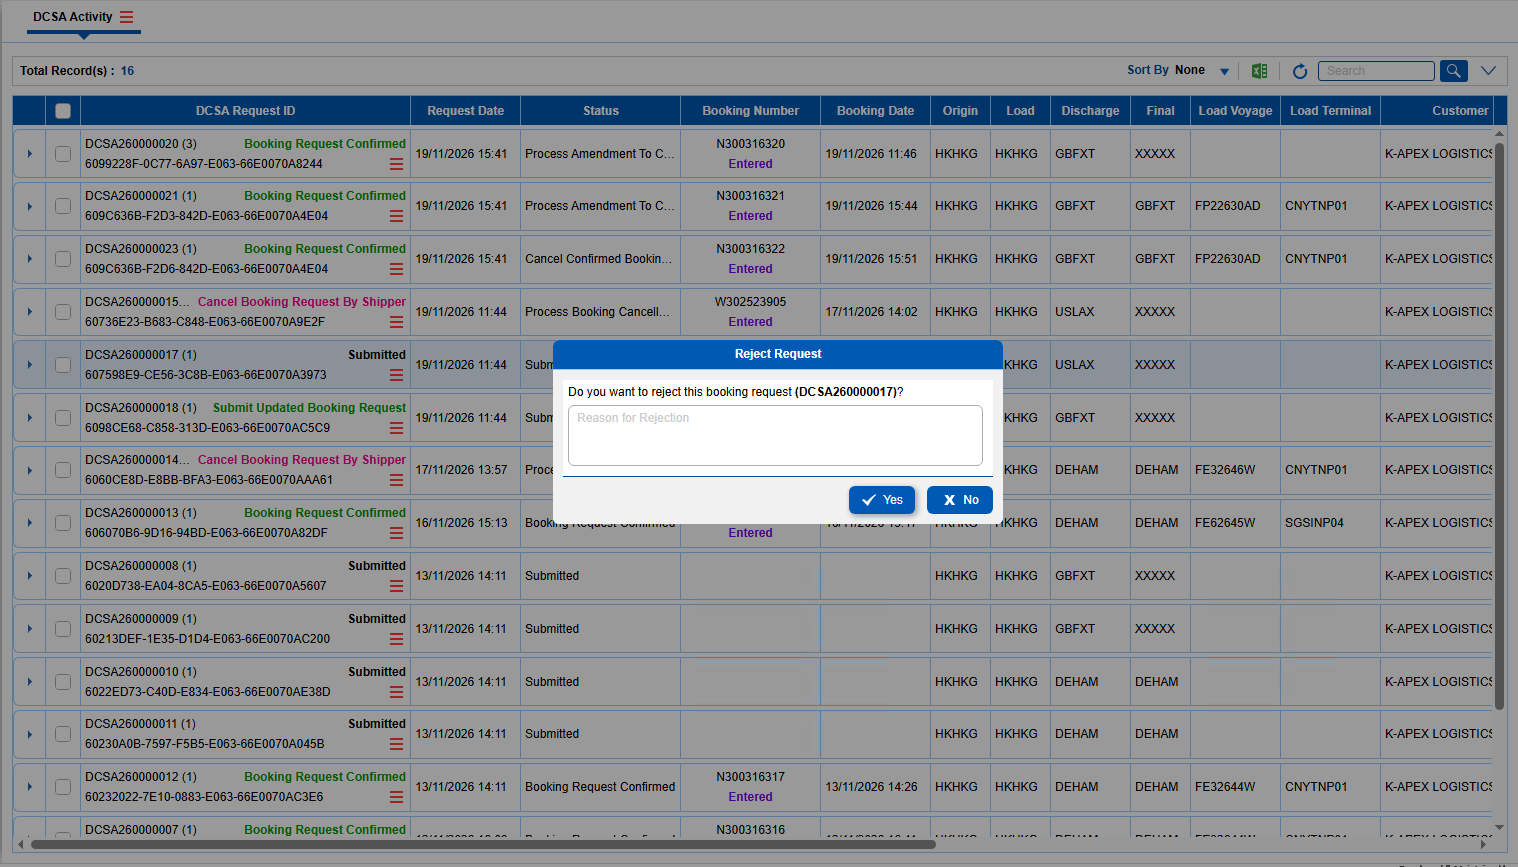 DCSA Activity
Total Record(s) : 16
Sort By None
Search
DCSA Request ID Request Date Status Booking Number Booking Date Origin Load Discharge Final Load Voyage Load Terminal Customer
DCSA260000020 (3) Booking Request Confirmed N300316320
19/11/2026 15:41 Process Amendment To C... 19/11/2026 11:46 HKHKG HKHKG GBFXT XXXXX K-APEX LOGISTICS
6099228F-0C77-6A97-E063-66E0070A8244 Entered
DCSA260000021 (1) Booking Request Confirmed N300316321
19/11/2026 15:41 Process Amendment To C... 19/11/2026 15:44 HKHKG HKHKG GBFXT GBFXT FP22630AD CNYTNP01 K-APEX LOGISTICS
609C636B-F2D3-842D-E063-66E0070A4E04 Entered
DCSA260000023 (1) Booking Request Confirmed N300316322
19/11/2026 15:41 Cancel Confirmed Bookin... 19/11/2026 15:51 HKHKG HKHKG GBFXT GBFXT FP22630AD CNYTNP01 K-APEX LOGISTICS
609C636B-F2D6-842D-E063-66E0070A4E04 Entered
DCSA260000015... Cancel Booking Request By Shipper W302523905
19/11/2026 11:44 Process Booking Cancell... 17/11/2026 14:02 HKHKG HKHKG USLAX XXXXX K-APEX LOGISTICS
60736E23-B683-C848-E063-66E0070A9E2F Entered
DCSA260000017 (1) Submitted
19/11/2026 11:44 HKHKG USLAX XXXXX K-APEX LOGISTICS
607598E9-CE56-3C8B-E063-66E0070A3973
Reject Request
Do you want to reject this booking request (DCSA260000017)?
Reason for Rejection
Yes No
DCSA260000018 (1) Submit Updated Booking Request
19/11/2026 11:44 HKHKG GBFXT XXXXX K-APEX LOGISTICS
6098CE68-C858-313D-E063-66E0070AC5C9
DCSA260000014... Cancel Booking Request By Shipper
17/11/2026 13:57 HKHKG DEHAM DEHAM FE32646W CNYTNP01 K-APEX LOGISTICS
6060CE8D-E8BB-BFA3-E063-66E0070AAA61
DCSA260000013 (1) Booking Request Confirmed
16/11/2026 15:13 Booking Request Confirmed HKHKG HKHKG DEHAM DEHAM FE62645W SGSINP04 K-APEX LOGISTICS
606070B6-9D16-94BD-E063-66E0070A82DF Entered
DCSA260000008 (1) Submitted
13/11/2026 14:11 Submitted HKHKG HKHKG GBFXT XXXXX K-APEX LOGISTICS
6020D738-EA04-8CA5-E063-66E0070A5607
DCSA260000009 (1) Submitted
13/11/2026 14:11 Submitted HKHKG HKHKG GBFXT XXXXX K-APEX LOGISTICS
60213DEF-1E35-D1D4-E063-66E0070AC200
DCSA260000010 (1) Submitted
13/11/2026 14:11 Submitted HKHKG HKHKG DEHAM DEHAM K-APEX LOGISTICS
6022ED73-C40D-E834-E063-66E0070AE38D
DCSA260000011 (1) Submitted
13/11/2026 14:11 Submitted HKHKG HKHKG DEHAM DEHAM K-APEX LOGISTICS
60230A0B-7597-F5B5-E063-66E0070A045B
DCSA260000012 (1) Booking Request Confirmed N300316317
13/11/2026 14:11 Booking Request Confirmed 13/11/2026 14:26 HKHKG HKHKG DEHAM DEHAM FE32644W CNYTNP01 K-APEX LOGISTICS
60232022-7E10-0883-E063-66E0070AC3E6 Entered
DCSA260000007 (1) Booking Request Confirmed N300316316